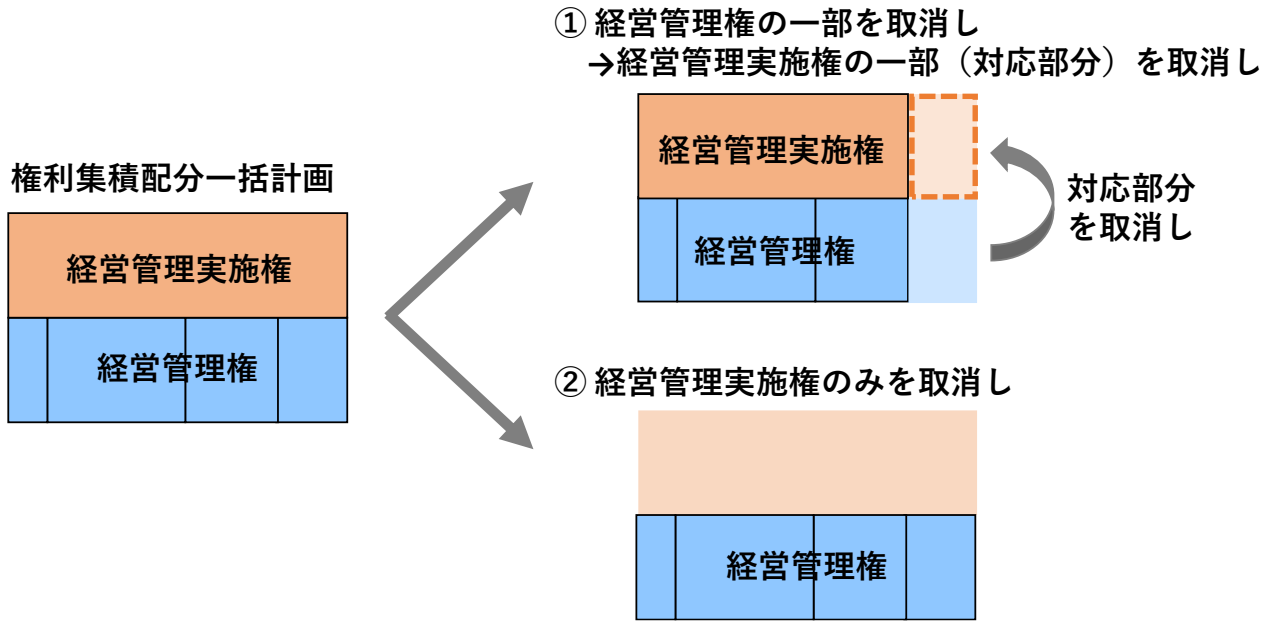 権利集積配分一括計画
経営管理実施権
経営管理権
① 経営管理権の一部を取消し
→経営管理実施権の一部（対応部分）を取消し
経営管理実施権
経営管理権
対応部分
を取消し
② 経営管理実施権のみを取消し
経営管理権